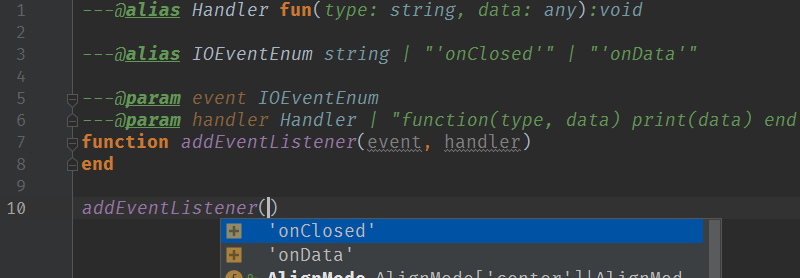 1 ---@alias Handler fun(type: string, data: any):void
2
3 ---@alias IOEventEnum string | "'onClosed'" | "'onData'"
4
5 ---@param event IOEventEnum
6 ---@param handler Handler | "function(type, data) print(data) end
7 function addEventListener(event, handler)
8 end
9
10 addEventListener()
'onClosed'
'onData'
AlignMode AlignMode['center']|AlignMod